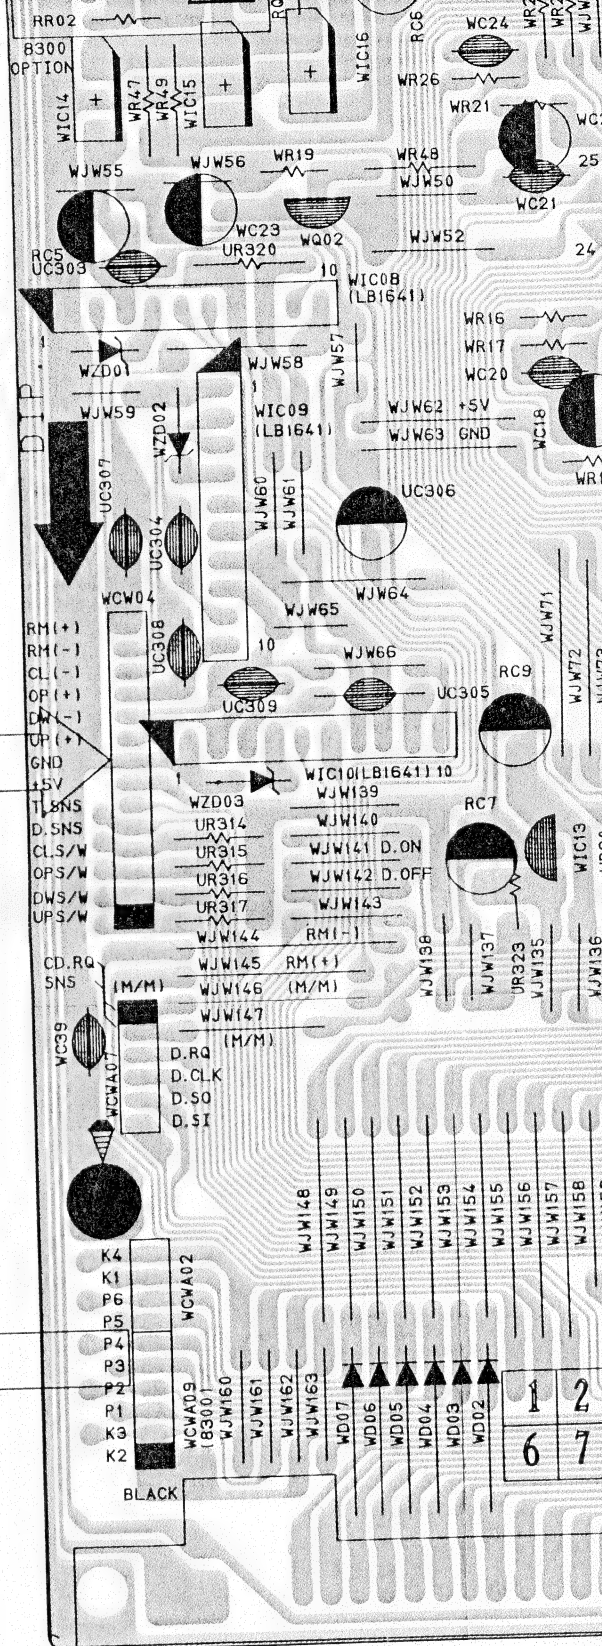 RR02
8300
OPTION
WIC14
WR47
WR49
WIC15
WIC16
RC6
WC24
WR26
WR21
WJW55
WJW56
WR19
WR48
WJW50
25
WC21
RC5
UC303
WC23
UR320
WQ02
WJW52
24
10
WIC08
(LB1641)
1
WZD01
WJW58
WJW57
WR16
WR17
WC20
DIP.
WJW59
WZD02
1
WIC09
(LB1641)
WJW62 +5V
WJW63 GND
WC18
UC307
UC304
WJW60
WJW61
UC306
WCW04
WJW64
WJW65
WJW71
WJW72
UC308
10
WJW66
RM(+)
RM(-)
CL(-)
OP(+)
DW(-)
UP(+)
GND
+5V
T.SNS
D.SNS
CLS/W
OPS/W
DWS/W
UPS/W
UC309
UC305
RC9
1
WIC10(LB1641)10
WZD03
WJW139
RC7
UR314
WJW140
UR315
WJW141 D.ON
UR316
WJW142 D.OFF
UR317
WJW143
WIC13
WJW144 RM(-)
WJW145 RM(+)
WJW146 (M/M)
WJW147
(M/M)
WJW138
WJW137
UR323
WJW135
WJW136
CD.RQ
SNS
(M/M)
WC39
WCWA07
D.RQ
D.CLK
D.SO
D.SI
WJW148
WJW149
WJW150
WJW151
WJW152
WJW153
WJW154
WJW155
WJW156
WJW157
WJW158
K4
K1
P6
P5
P4
P3
P2
P1
K3
K2
WCWA02
WCWA09
(8300)
WJW160
WJW161
WJW162
WJW163
WD07
WD06
WD05
WD04
WD03
WD02
1 2
6 7
BLACK